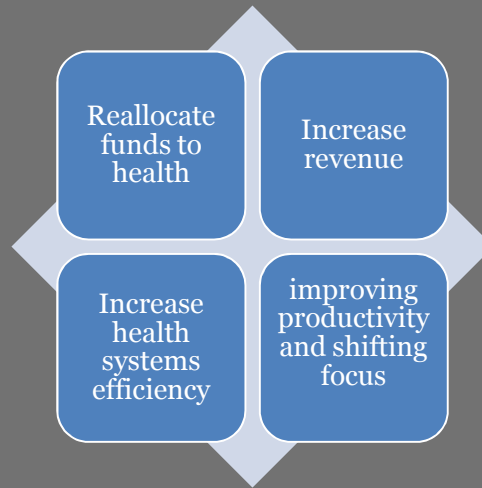 Reallocate
funds to
health
Increase
revenue
Increase
health
systems
efficiency
improving
productivity
and shifting
focus